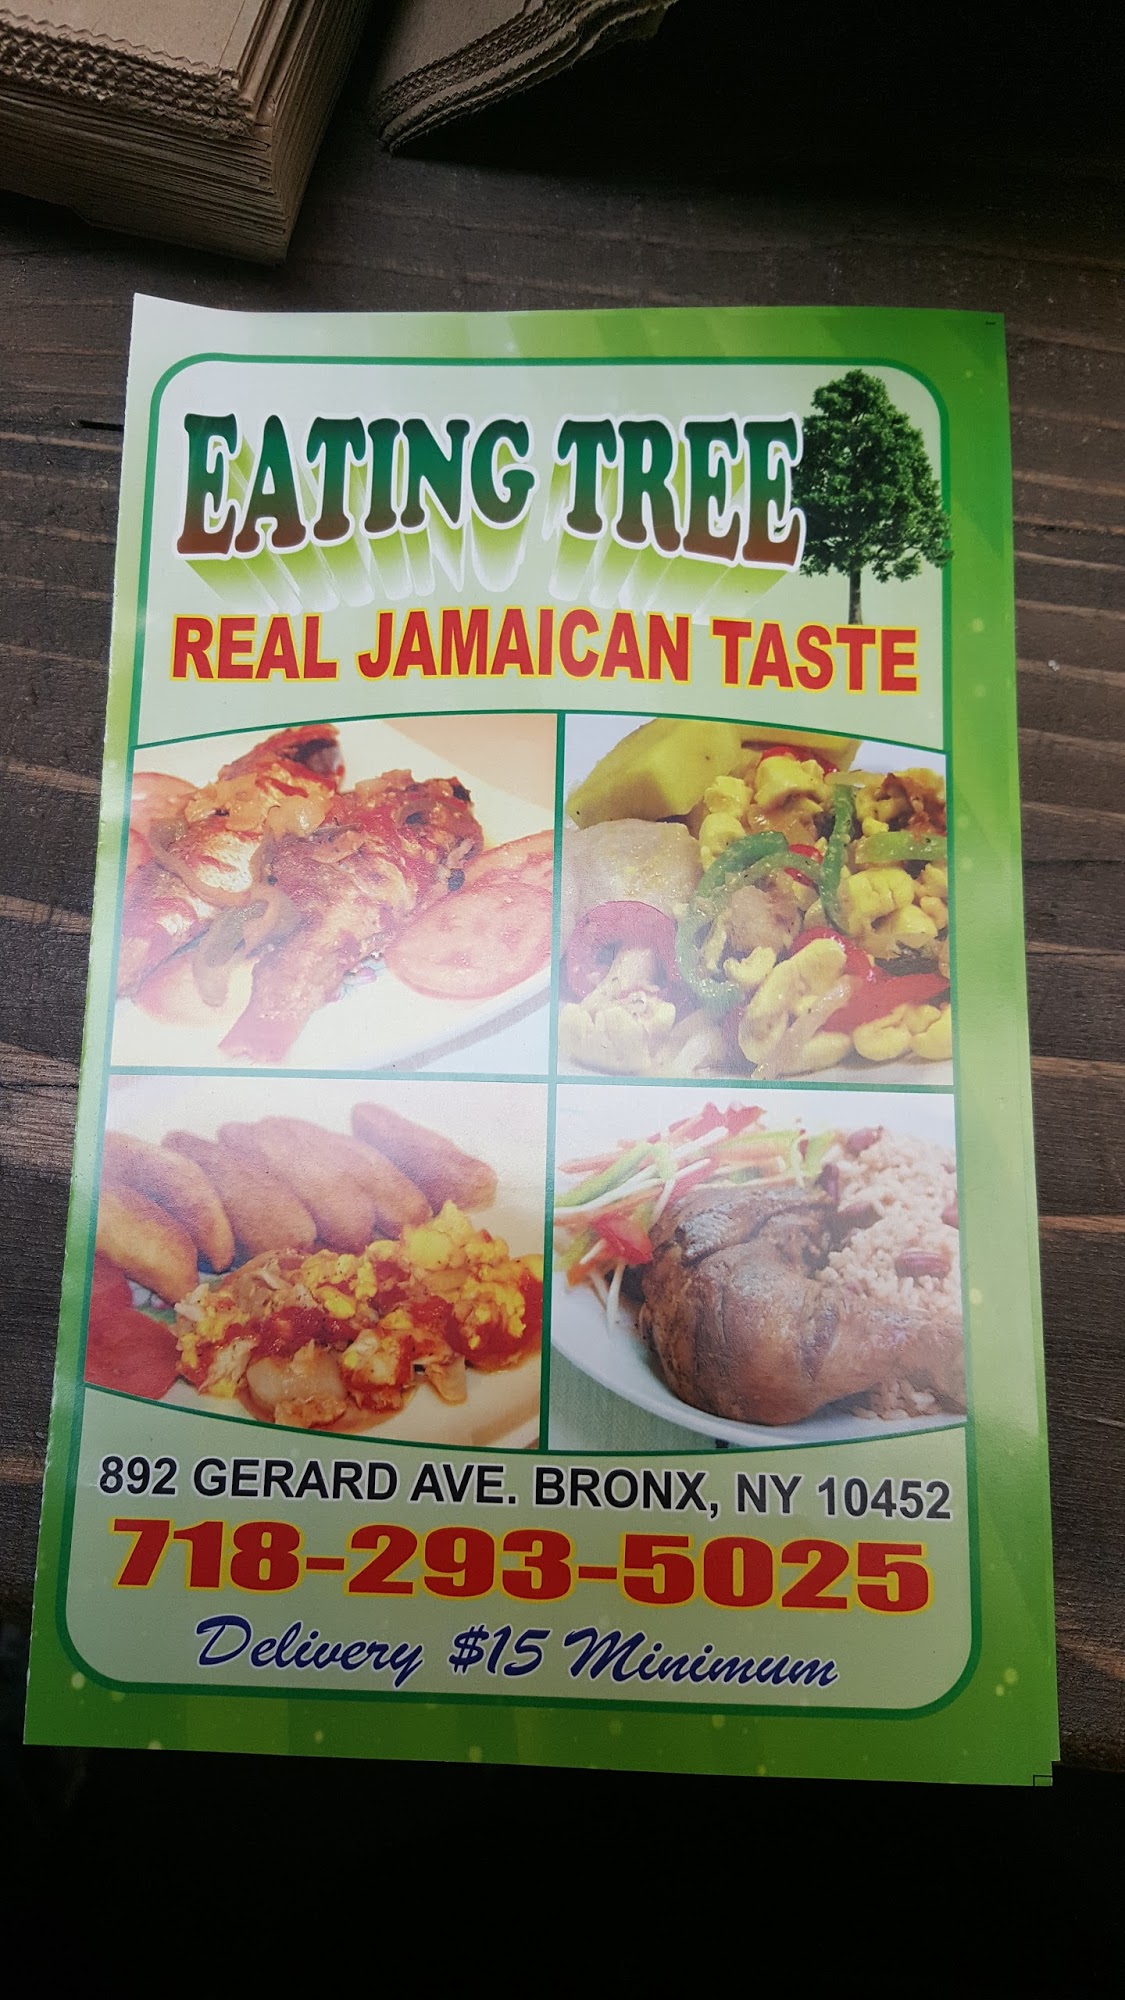 EATING TREE
REAL JAMAICAN TASTE
892 GERARD AVE. BRONX, NY 10452
718-293-5025
Delivery $15 Minimum